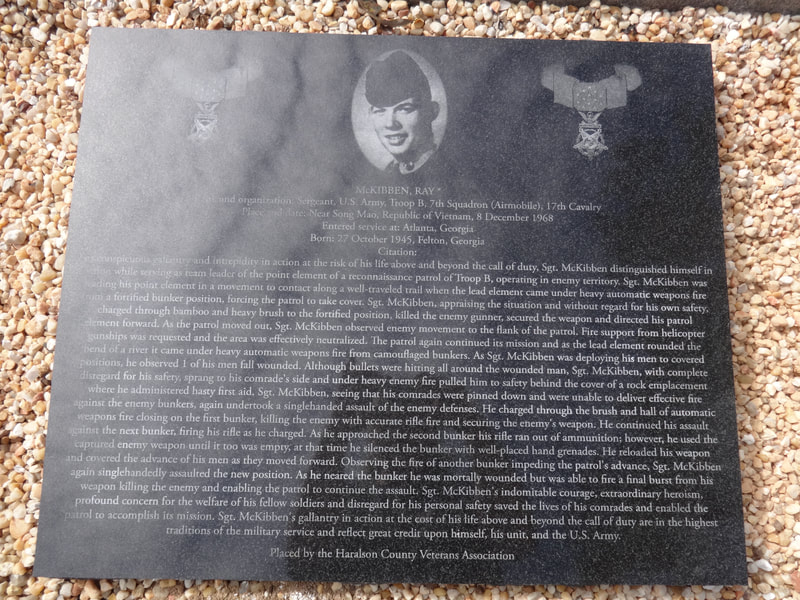 McKIBBEN, RAY *
and organization: Sergeant, U.S. Army, Troop B, 7th Squadron (Airmobile), 17th Cavalry
Place and date: Near Song Mao, Republic of Vietnam, 8 December 1968
Entered service at: Atlanta, Georgia
Born: 27 October 1945, Felton, Georgia
Citation:
conspicuous gallantry and intrepidity in action at the risk of his life above and beyond the call of duty, Sgt. McKibben distinguished himself in
while serving as team leader of the point element of a reconnaissance patrol of Troop B, operating in enemy territory. Sgt. McKibben was
leading his point element in a movement to contact along a well-traveled trail when the lead element came under heavy automatic weapons fire
from a fortified bunker position, forcing the patrol to take cover. Sgt. McKibben, appraising the situation and without regard for his own safety,
charged through bamboo and heavy brush to the fortified position, killed the enemy gunner, secured the weapon and directed his patrol
element forward. As the patrol moved out, Sgt. McKibben observed enemy movement to the flank of the patrol. Fire support from helicopter
gunships was requested and the area was effectively neutralized. The patrol again continued its mission and as the lead element rounded the
bend of a river it came under heavy automatic weapons fire from camouflaged bunkers. As Sgt. McKibben was deploying his men to covered
positions, he observed 1 of his men fall wounded. Although bullets were hitting all around the wounded man, Sgt. McKibben, with complete
disregard for his safety, sprang to his comrade's side and under heavy enemy fire pulled him to safety behind the cover of a rock emplacement
where he administered hasty first aid. Sgt. McKibben, seeing that his comrades were pinned down and were unable to deliver effective fire
against the enemy bunkers, again undertook a singlehanded assault of the enemy defenses. He charged through the brush and hail of automatic
weapons fire closing on the first bunker, killing the enemy with accurate rifle fire and securing the enemy's weapon. He continued his assault
against the next bunker, firing his rifle as he charged. As he approached the second bunker his rifle ran out of ammunition; however, he used the
captured enemy weapon until it too was empty, at that time he silenced the bunker with well-placed hand grenades. He reloaded his weapon
and covered the advance of his men as they moved forward. Observing the fire of another bunker impeding the patrol's advance, Sgt. McKibben
again singlehandedly assaulted the new position. As he neared the bunker he was mortally wounded but was able to fire a final burst from his
weapon killing the enemy and enabling the patrol to continue the assault. Sgt. McKibben's indomitable courage, extraordinary heroism,
profound concern for the welfare of his fellow soldiers and disregard for his personal safety saved the lives of his comrades and enabled the
patrol to accomplish its mission. Sgt. McKibben's gallantry in action at the cost of his life above and beyond the call of duty are in the highest
traditions of the military service and reflect great credit upon himself, his unit, and the U.S. Army.
Placed by the Haralson County Veterans Association